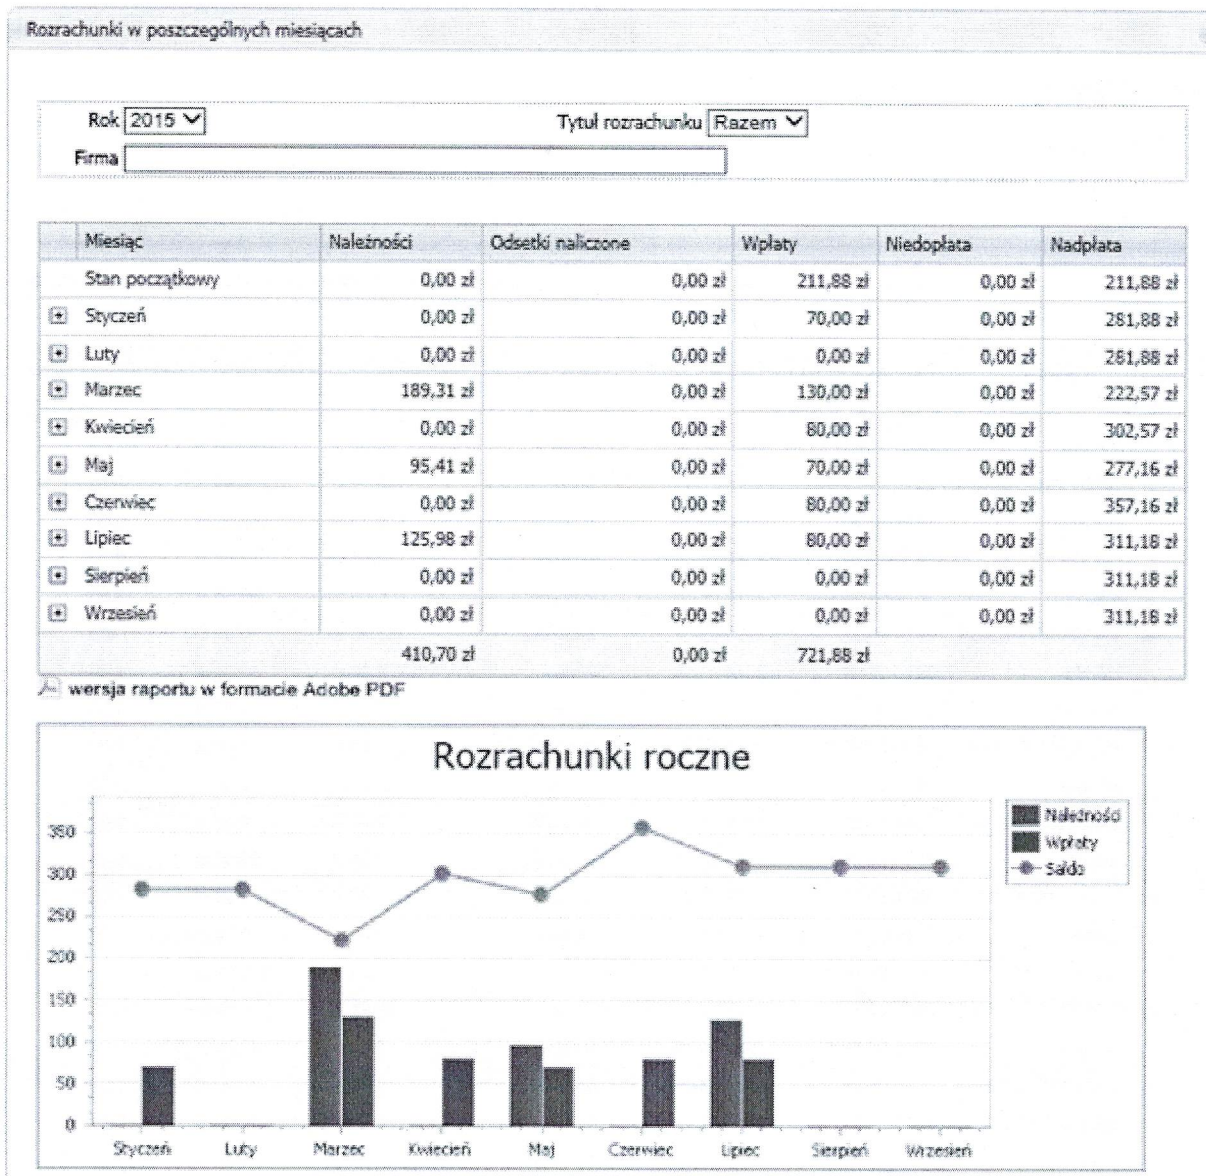 Rozrachunki w poszczególnych miesiącach
Rok 2015 Tytuł rozrachunku Razem
Firma
Miesiąc Należności Odsetki naliczone Wpłaty Niedopłata Nadpłata
Stan początkowy 0,00 zł 0,00 zł 211,88 zł 0,00 zł 211,88 zł
Styczeń 0,00 zł 0,00 zł 70,00 zł 0,00 zł 281,88 zł
Luty 0,00 zł 0,00 zł 0,00 zł 0,00 zł 281,88 zł
Marzec 189,31 zł 0,00 zł 130,00 zł 0,00 zł 222,57 zł
Kwiecień 0,00 zł 0,00 zł 80,00 zł 0,00 zł 302,57 zł
Maj 95,41 zł 0,00 zł 70,00 zł 0,00 zł 277,16 zł
Czerwiec 0,00 zł 0,00 zł 80,00 zł 0,00 zł 357,16 zł
Lipiec 125,98 zł 0,00 zł 80,00 zł 0,00 zł 311,18 zł
Sierpień 0,00 zł 0,00 zł 0,00 zł 0,00 zł 311,18 zł
Wrzesień 0,00 zł 0,00 zł 0,00 zł 0,00 zł 311,18 zł
410,70 zł 0,00 zł 721,88 zł
wersja raportu w formacie Adobe PDF
Rozrachunki roczne
350
300
250
200
150
100
50
0
Styczeń Luty Marzec Kwiecień Maj Czerwiec Lipiec Sierpień Wrzesień
Należności
Wpłaty
Saldo